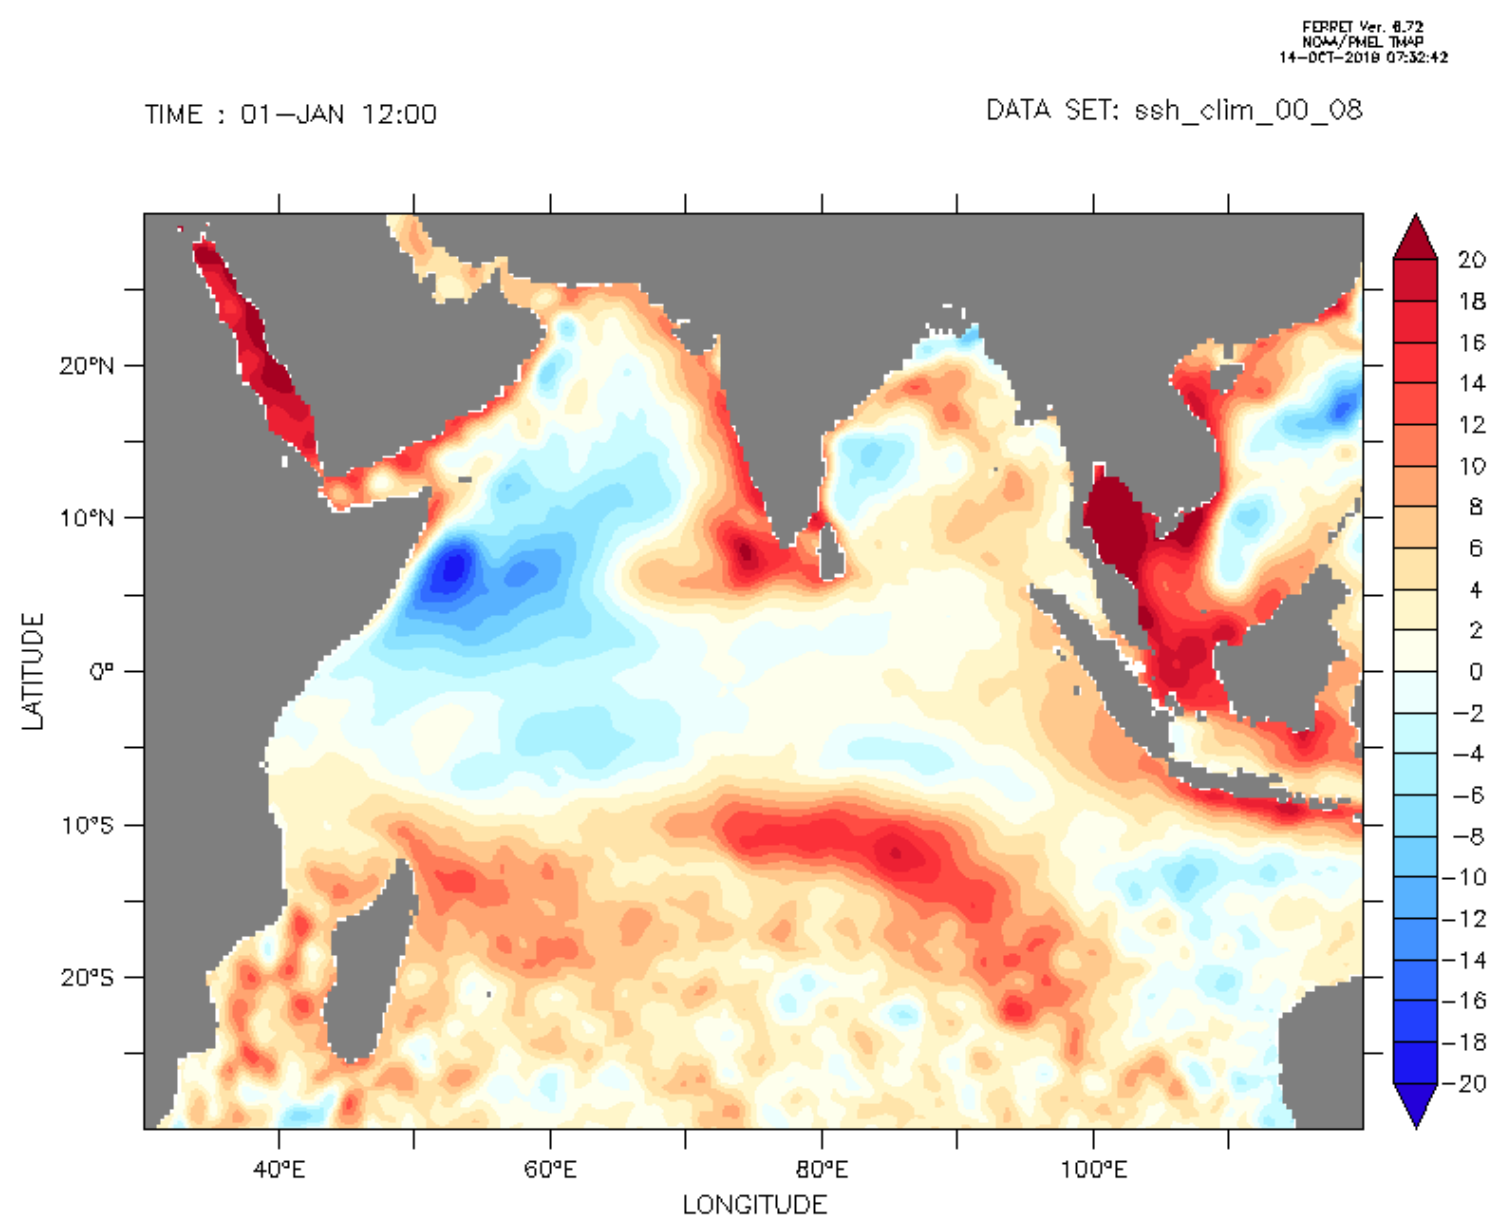 FERRET Ver. 6.72
NOAA/PMEL TMAP
14-OCT-2018 07:32:42
TIME : 01-JAN 12:00
DATA SET: ssh_clim_00_08
20°N
10°N
0°
10°S
20°S
LATITUDE
40°E
60°E
80°E
100°E
LONGITUDE
20
18
16
14
12
10
8
6
4
2
0
-2
-4
-6
-8
-10
-12
-14
-16
-18
-20